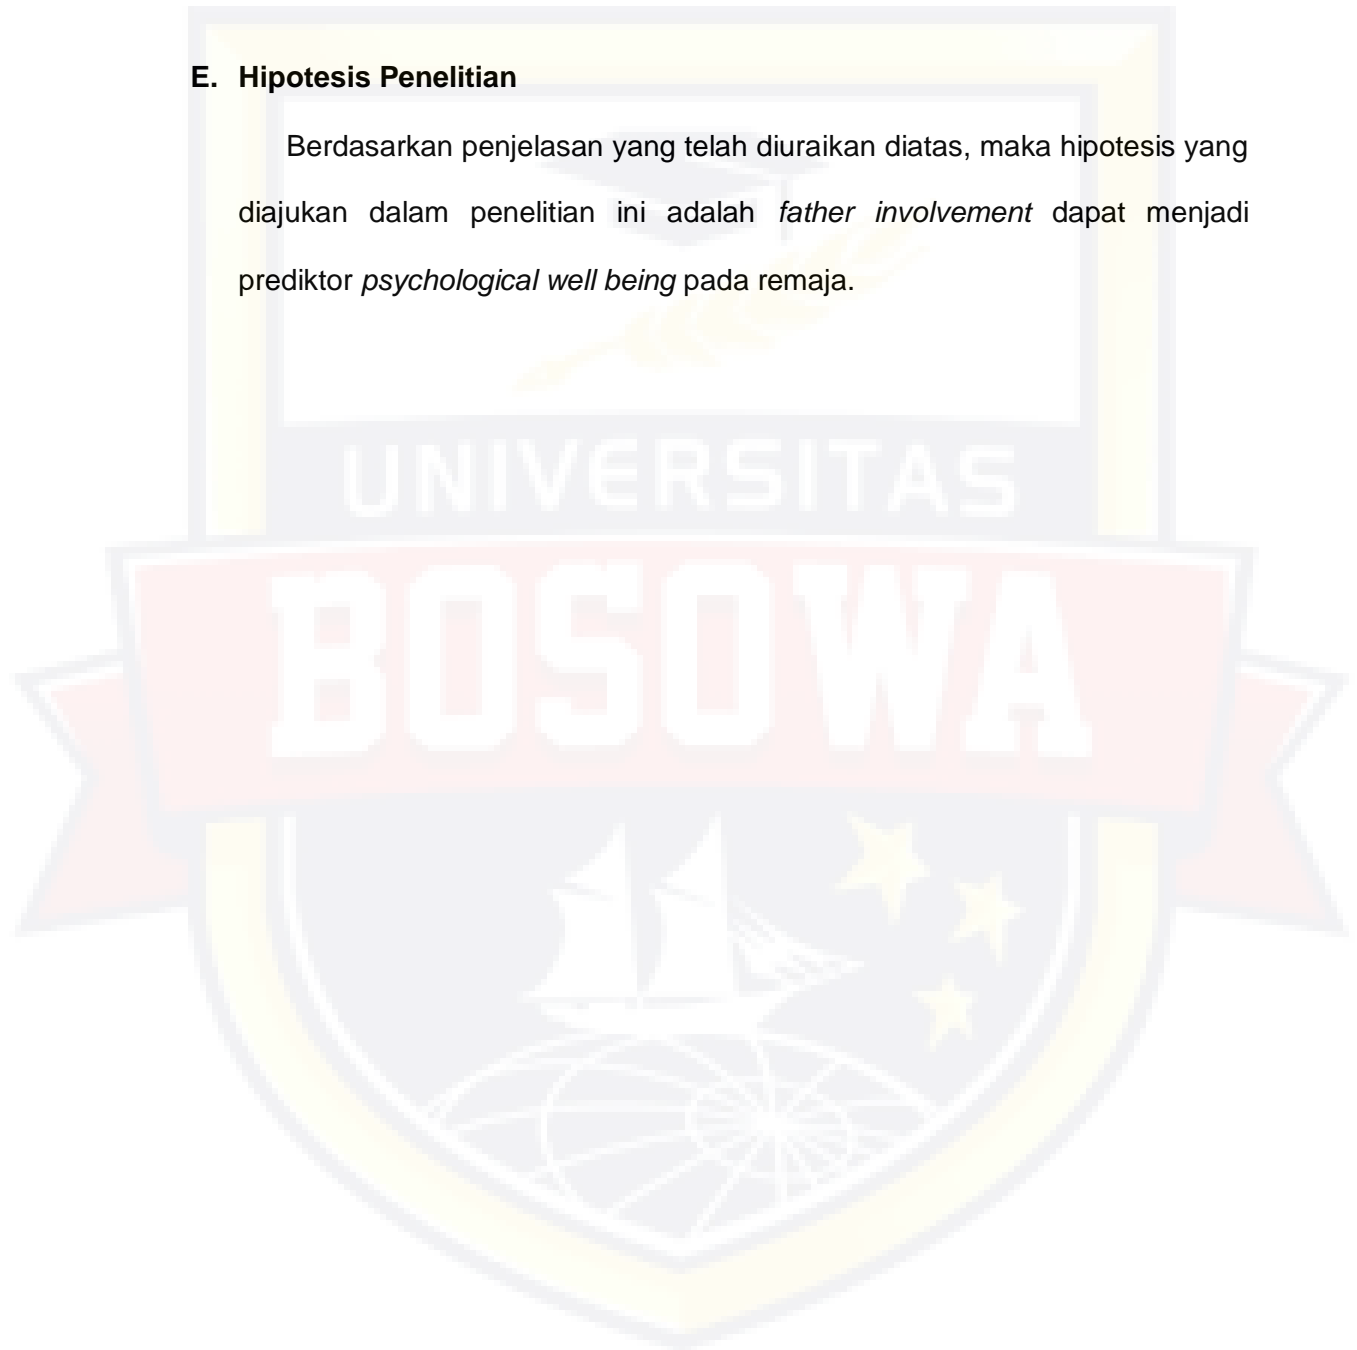 E. Hipotesis Penelitian
Berdasarkan penjelasan yang telah diuraikan diatas, maka hipotesis yang
diajukan dalam penelitian ini adalah father involvement dapat menjadi
prediktor psychological well being pada remaja.
UNIVERSITAS
BOSOWA